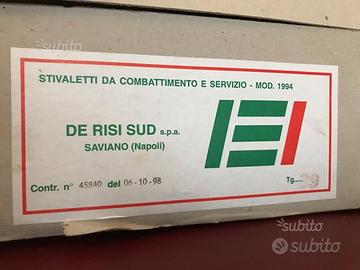 subito
STIVALETTI DA COMBATTIMENTO E SERVIZIO - MOD. 1994
DE RISI SUD s.p.a.
SAVIANO (Napoli)
Contr. n° 45840 del 06-10-98
Tg..... 39
subito
subito